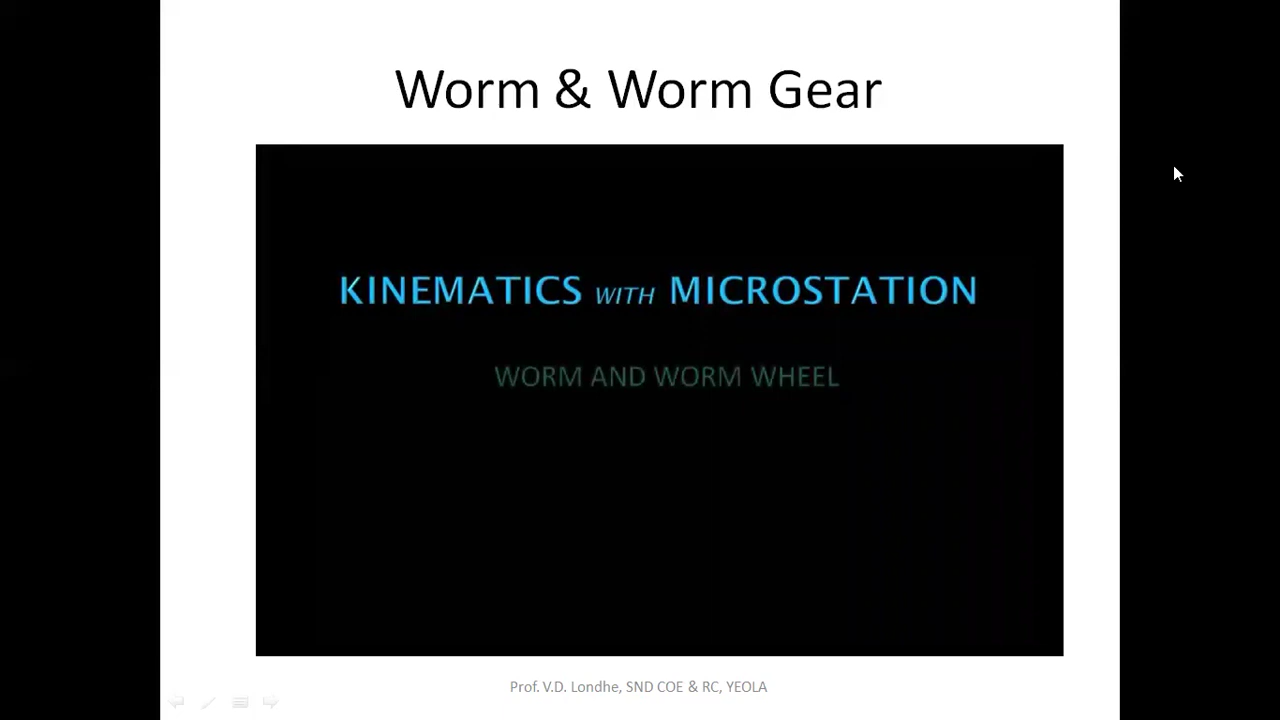 Worm & Worm Gear
KINEMATICS WITH MICROSTATION
WORM AND WORM WHEEL
Prof. V.D. Londhe, SND COE & RC, YEOLA